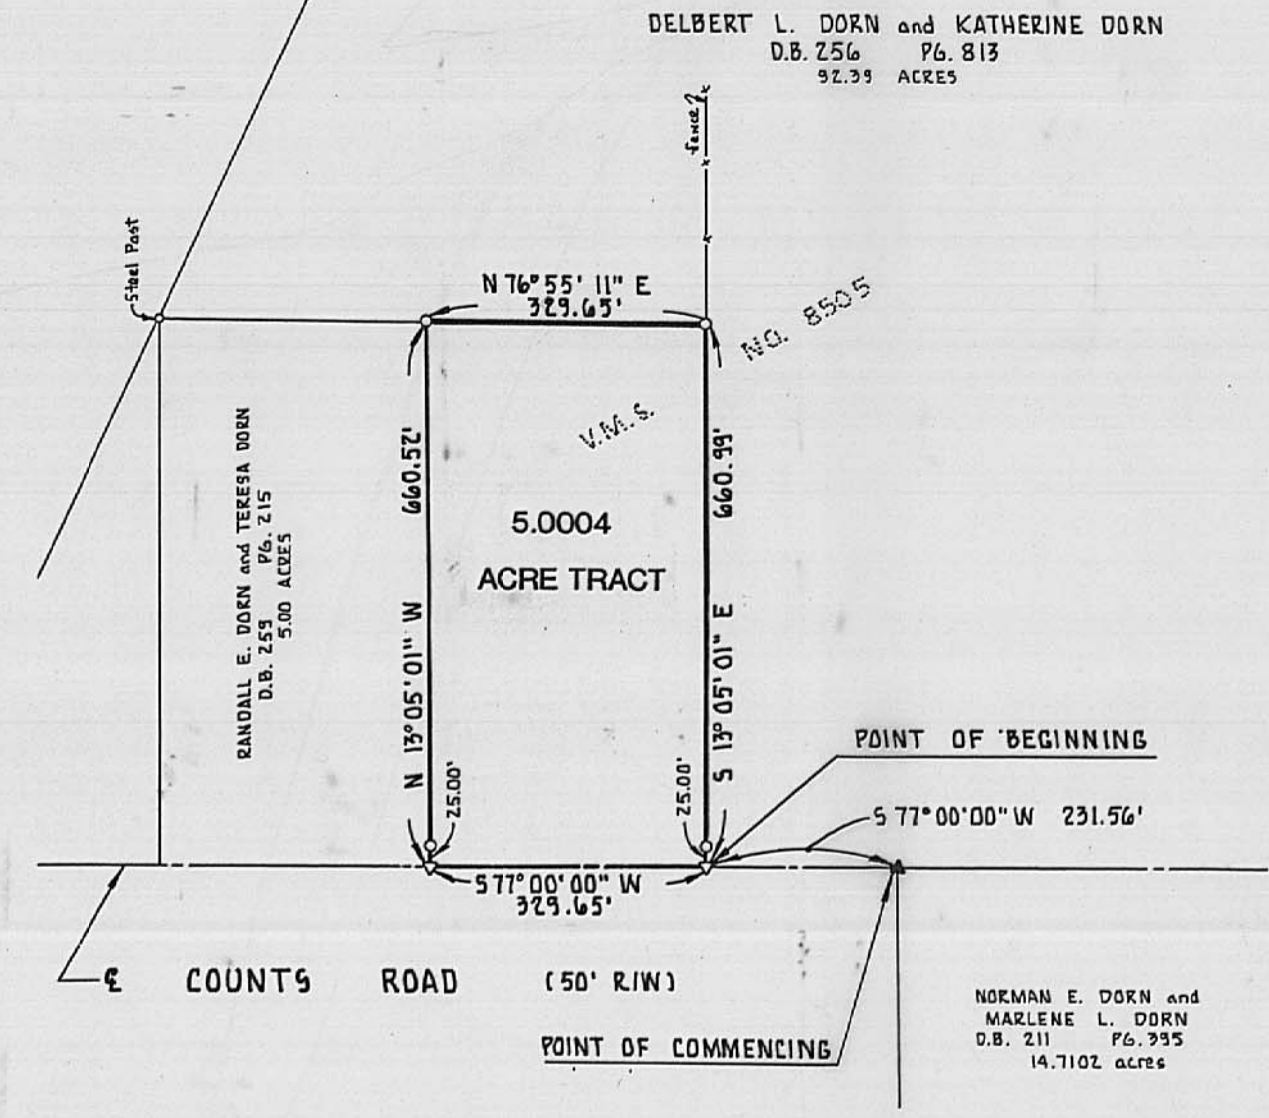 DELBERT L. DORN and KATHERINE DORN
D.B. 256 PG. 813
92.39 ACRES
fence
Steel Post
N 76° 55' 11" E
329.65'
NO. 8505
V.M.S.
RANDALL E. DORN and TERESA DORN
D.B. 259 PG. 215
5.00 ACRES
N 13° 05' 01" W 660.52
5.0004
ACRE TRACT
S 13° 05' 01" E 660.99
25.00'
25.00'
POINT OF BEGINNING
S 77° 00' 00" W 231.56'
S 77° 00' 00" W
329.65'
℄ COUNTS ROAD (50' R/W)
POINT OF COMMENCING
NORMAN E. DORN and
MARLENE L. DORN
D.B. 211 PG. 395
14.7102 acres